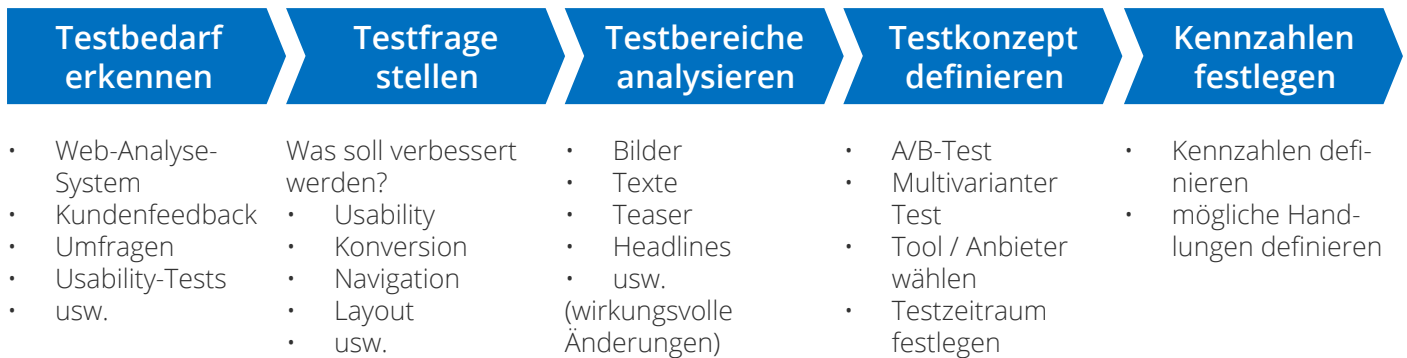 Testbedarf
erkennen
Testfrage
stellen
Testbereiche
analysieren
Testkonzept
definieren
Kennzahlen
festlegen
• Web-Analyse-
System
• Kundenfeedback
• Umfragen
• Usability-Tests
• usw.
Was soll verbessert
werden?
• Usability
• Konversion
• Navigation
• Layout
• usw.
• Bilder
• Texte
• Teaser
• Headlines
• usw.
(wirkungsvolle
Änderungen)
• A/B-Test
• Multivarianter
Test
• Tool / Anbieter
wählen
• Testzeitraum
festlegen
• Kennzahlen defi-
nieren
• mögliche Hand-
lungen definieren